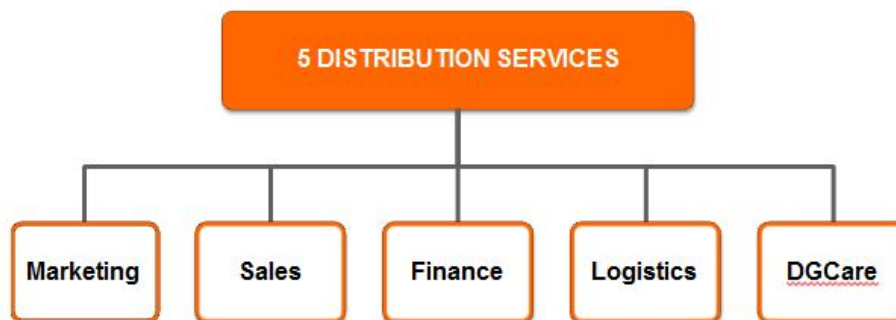 5 DISTRIBUTION SERVICES
Marketing
Sales
Finance
Logistics
DGCare